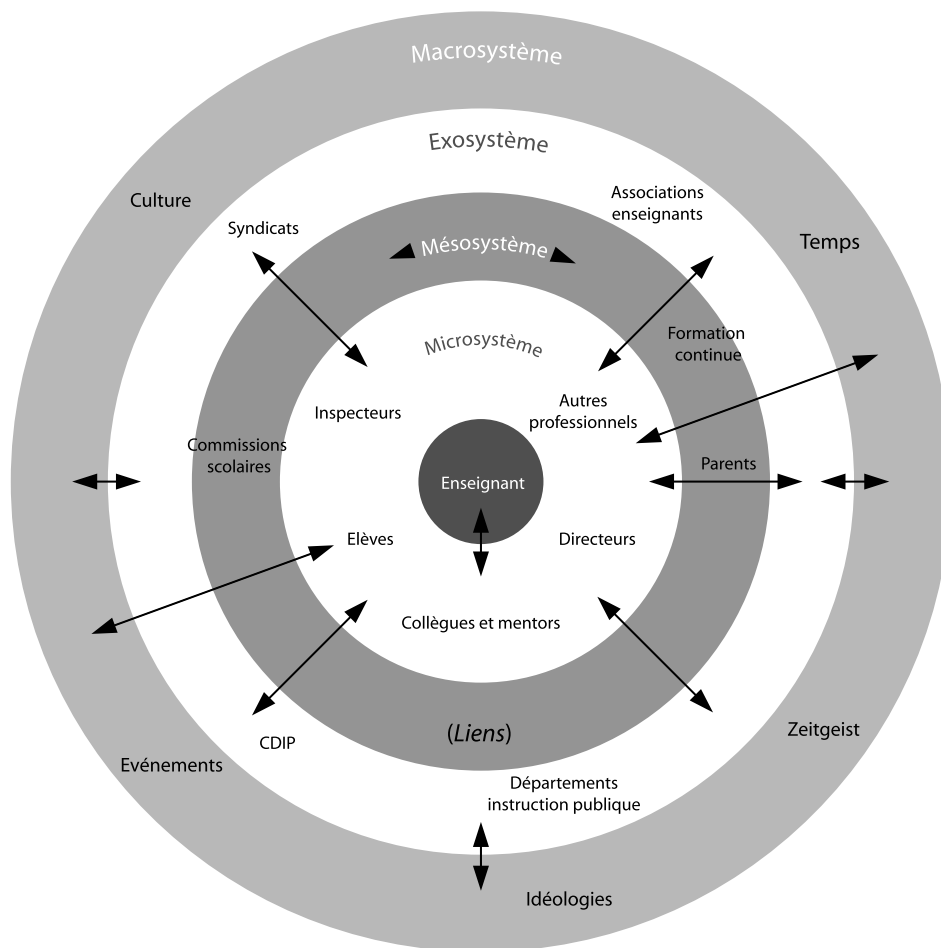 Macrosystème
Exosystème
Culture
Associations
enseignants
Syndicats
Mésosystème
Temps
Microsystème
Formation
continue
Inspecteurs
Autres
professionnels
Commissions
scolaires
Parents
Enseignant
Elèves
Directeurs
Collègues et mentors
(Liens)
CDIP
Zeitgeist
Evénements
Départements
instruction publique
Idéologies